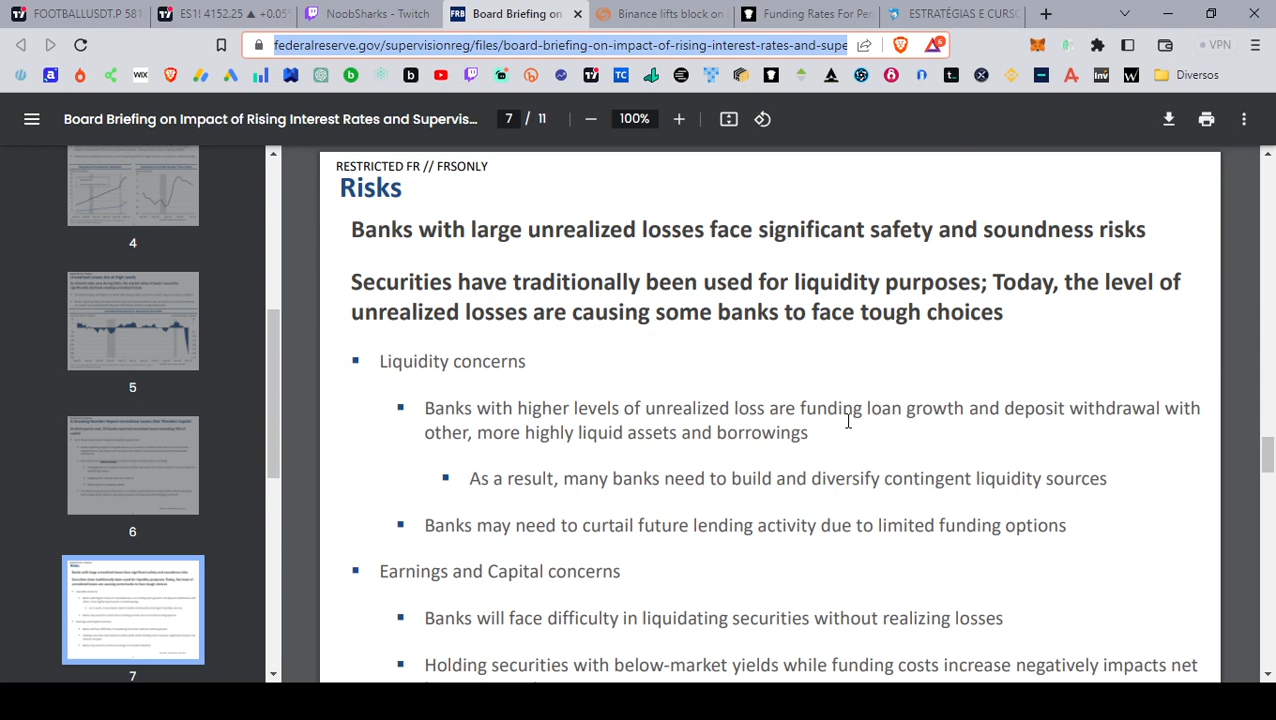 FOOTBALLUSDT.P 581
ES1! 4152.25 ▲ +0.05
NoobSharks - Twitch
Board Briefing on
Binance lifts block on
Funding Rates For Per
ESTRATÉGIAS E CURSO
federalreserve.gov/supervisionreg/files/board-briefing-on-impact-of-rising-interest-rates-and-supe
6
VPN
WIX
Diversos
Board Briefing on Impact of Rising Interest Rates and Supervis...
7 / 11
100%
4
5
6
7
RESTRICTED FR // FRSONLY
Risks
Banks with large unrealized losses face significant safety and soundness risks
Securities have traditionally been used for liquidity purposes; Today, the level of
unrealized losses are causing some banks to face tough choices
Liquidity concerns
Banks with higher levels of unrealized loss are funding loan growth and deposit withdrawal with
other, more highly liquid assets and borrowings
As a result, many banks need to build and diversify contingent liquidity sources
Banks may need to curtail future lending activity due to limited funding options
Earnings and Capital concerns
Banks will face difficulty in liquidating securities without realizing losses
Holding securities with below-market yields while funding costs increase negatively impacts net